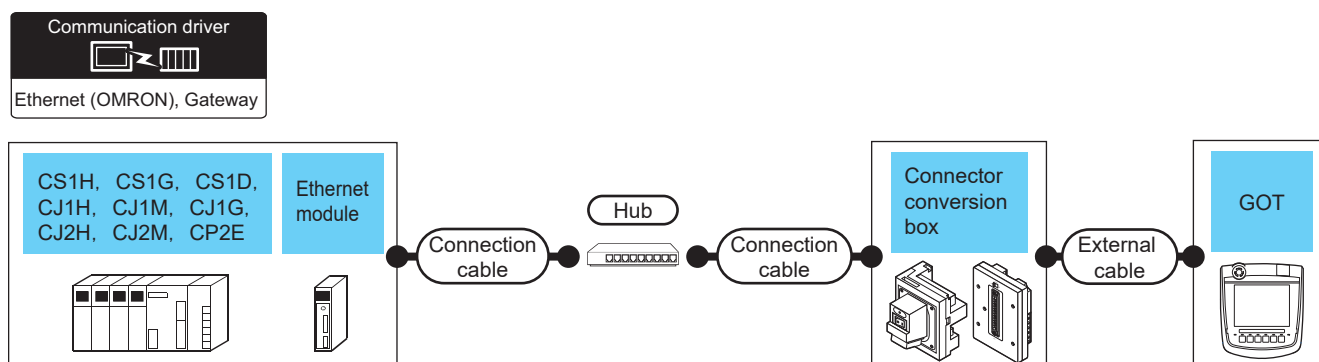 Communication driver
Ethernet (OMRON), Gateway
CS1H, CS1G, CS1D,
CJ1H, CJ1M, CJ1G,
CJ2H, CJ2M, CP2E
Ethernet
module
Connection
cable
Hub
Connection
cable
Connector
conversion
box
External
cable
GOT